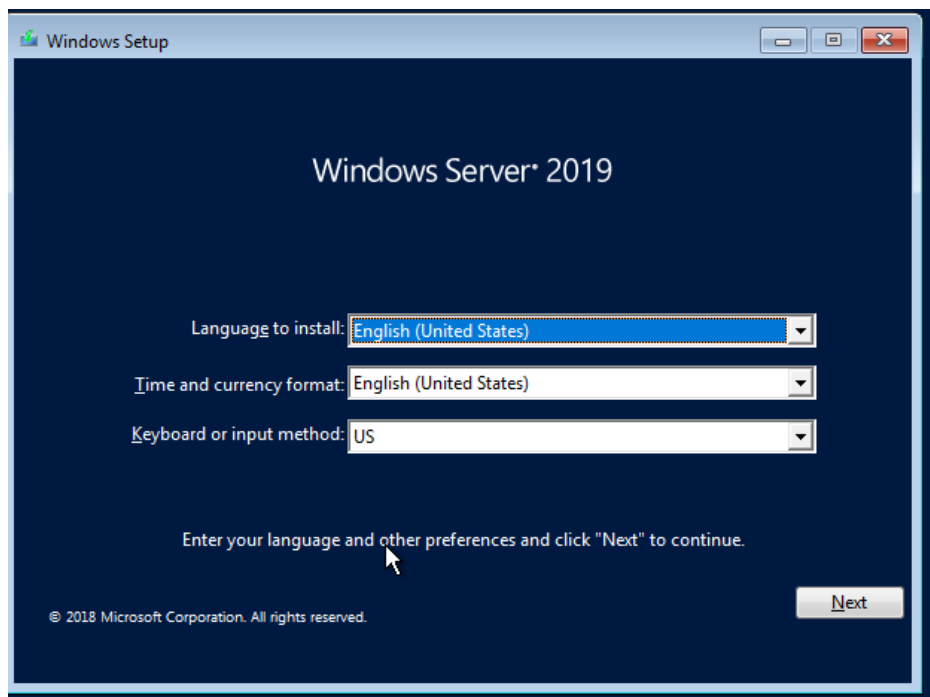 Windows Setup
Windows Server® 2019
Language to install: English (United States)
Time and currency format: English (United States)
Keyboard or input method: US
Enter your language and other preferences and click "Next" to continue.
© 2018 Microsoft Corporation. All rights reserved.
Next